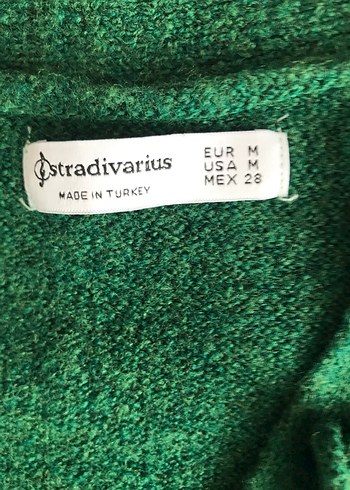 stradivarius
MADE IN TURKEY
EUR M
USA M
MEX 28